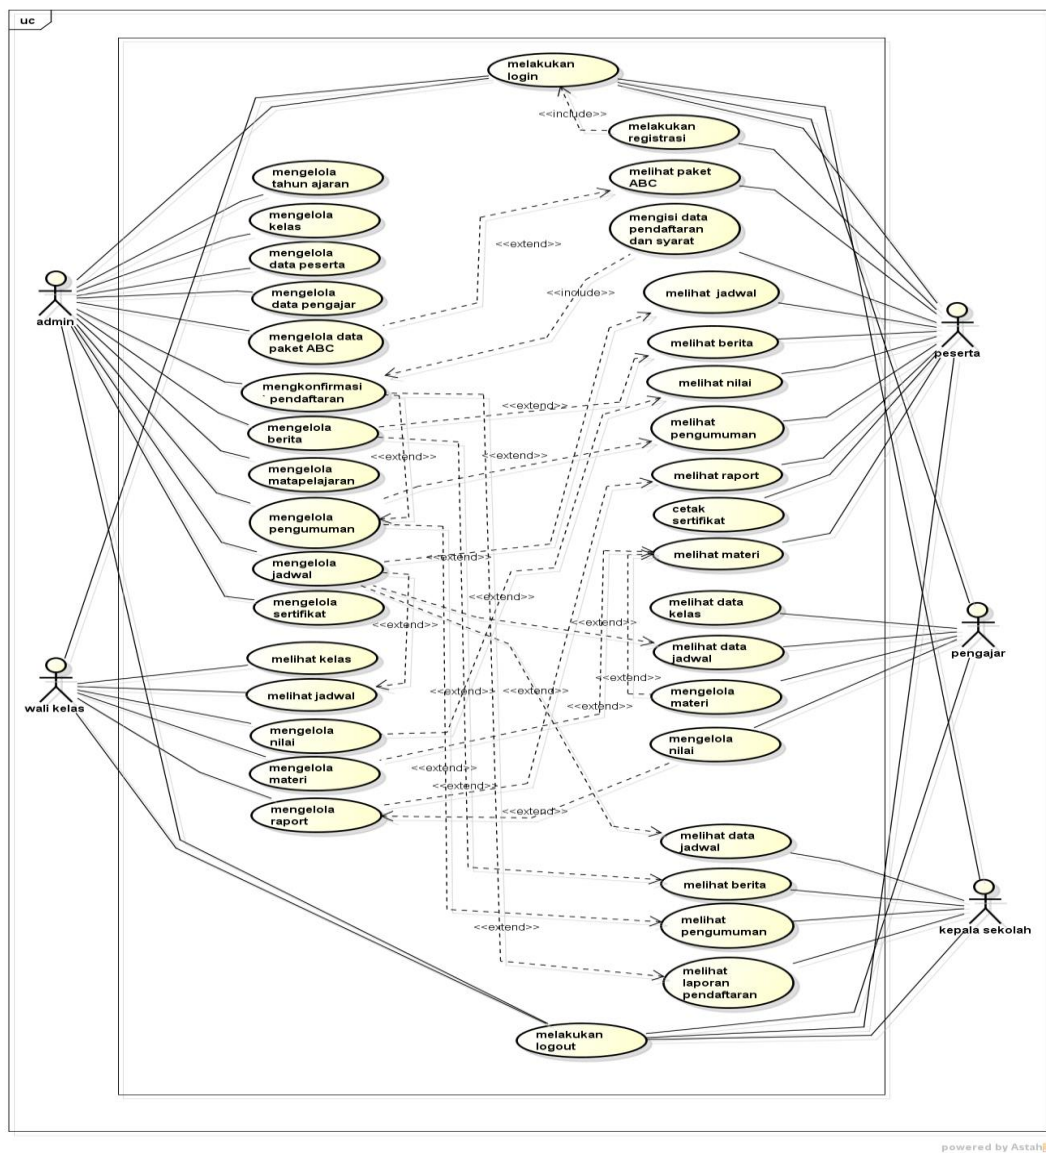 uc
melakukan
login
<<include>>
melakukan
registrasi
mengelola
tahun ajaran
melihat paket
ABC
mengelola
kelas
mengisi data
pendaftaran
dan syarat
<<extend>>
mengelola
data peserta
<<include>>
mengelola
data pengajar
melihat jadwal
admin
mengelola data
paket ABC
melihat berita
peserta
mengkonfirmasi
pendaftaran
melihat nilai
<<extend>>
mengelola
berita
melihat
pengumuman
<<extend>>
<<extend>>
mengelola
matapelajaran
melihat raport
mengelola
pengumuman
cetak
sertifikat
mengelola
jadwal
<<extend>>
melihat materi
mengelola
sertifikat
<<extend>>
<<extend>>
<<extend>>
melihat data
kelas
melihat kelas
melihat data
jadwal
pengajar
<<extend>>
melihat jadwal
<<extend>>
<<extend>>
mengelola
materi
wali kelas
<<extend>>
mengelola
nilai
mengelola
nilai
mengelola
materi
<<extend>>
<<extend>>
mengelola
raport
<<extend>>
melihat data
jadwal
melihat berita
melihat
pengumuman
<<extend>>
kepala sekolah
melihat
laporan
pendaftaran
melakukan
logout
powered by Astah